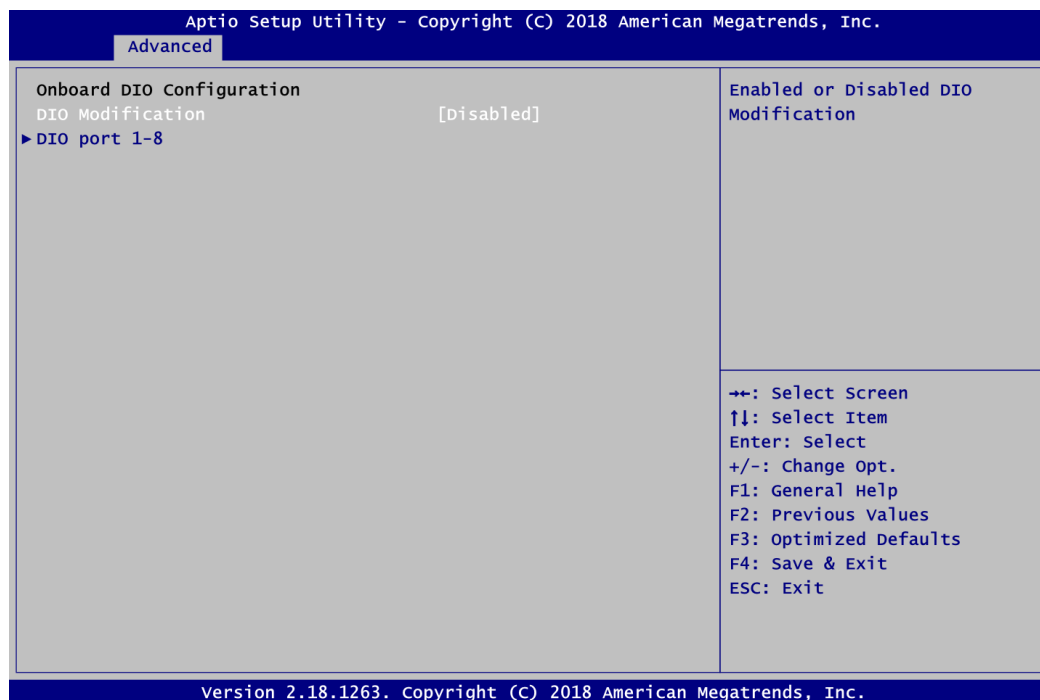 Aptio Setup Utility - Copyright (C) 2018 American Megatrends, Inc.
Advanced
Onboard DIO Configuration
DIO Modification [Disabled]
►DIO port 1-8
Enabled or Disabled DIO
Modification
→←: Select Screen
↑↓: Select Item
Enter: Select
+/-: Change Opt.
F1: General Help
F2: Previous Values
F3: Optimized Defaults
F4: Save & Exit
ESC: Exit
Version 2.18.1263. Copyright (C) 2018 American Megatrends, Inc.